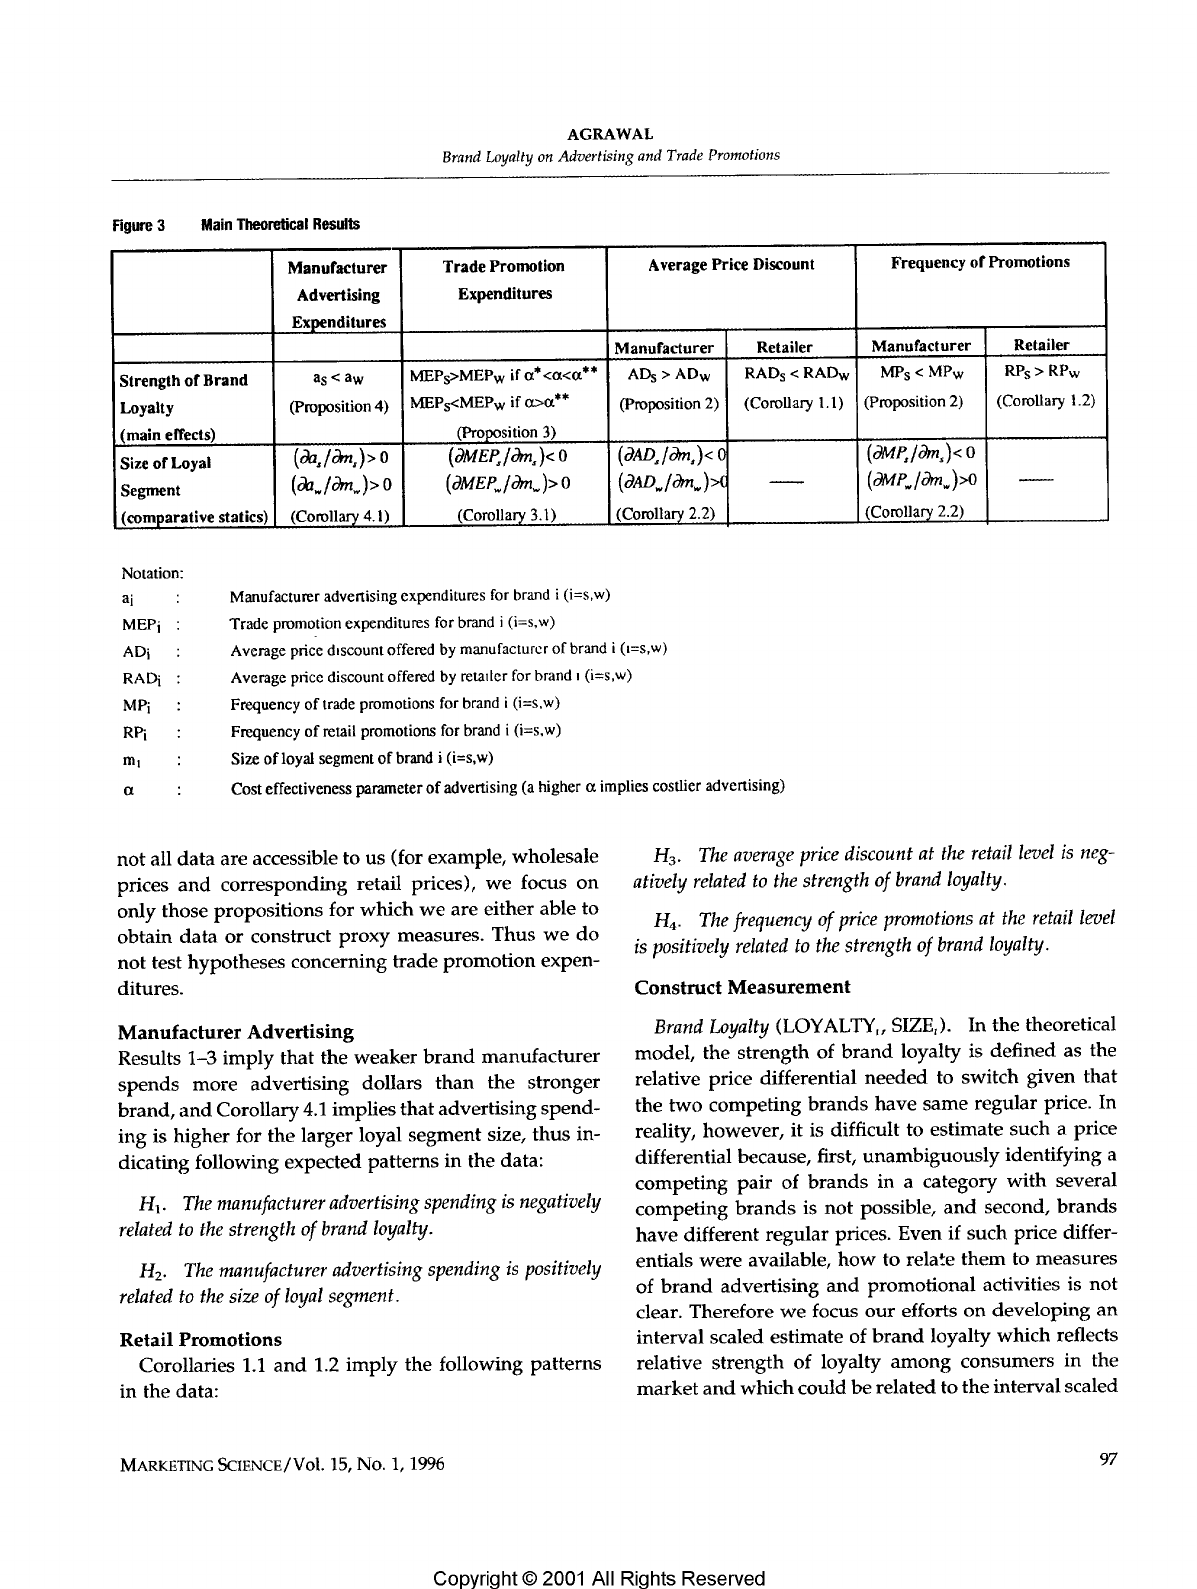 AGRAWAL
Brand Loyalty on Advertising and Trade Promotions
Figure 3 Main Theoretical Results
Manufacturer Advertising Expenditures
Trade Promotion Expenditures
Average Price Discount
Frequency of Promotions
Manufacturer Retailer Manufacturer Retailer
Strength of Brand Loyalty (main effects)
as < aw (Proposition 4)
MEPs>MEPw if α*<α<α** MEPs<MEPw if α>α** (Proposition 3)
ADs > ADw (Proposition 2)
RADs < RADw (Corollary 1.1)
MPs < MPw (Proposition 2)
RPs > RPw (Corollary 1.2)
Size of Loyal Segment (comparative statics)
(∂as/∂ms)> 0 (∂aw/∂mw)> 0 (Corollary 4.1)
(∂MEPs/∂ms)< 0 (∂MEPw/∂mw)> 0 (Corollary 3.1)
(∂ADs/∂ms)< 0 (∂ADw/∂mw)>0 (Corollary 2.2)
——
(∂MPs/∂ms)< 0 (∂MPw/∂mw)>0 (Corollary 2.2)
——
Notation:
ai : Manufacturer advertising expenditures for brand i (i=s,w)
MEPi : Trade promotion expenditures for brand i (i=s,w)
ADi : Average price discount offered by manufacturer of brand i (i=s,w)
RADi : Average price discount offered by retailer for brand i (i=s,w)
MPi : Frequency of trade promotions for brand i (i=s,w)
RPi : Frequency of retail promotions for brand i (i=s,w)
mi : Size of loyal segment of brand i (i=s,w)
α : Cost effectiveness parameter of advertising (a higher α implies costlier advertising)
not all data are accessible to us (for example, wholesale
prices and corresponding retail prices), we focus on
only those propositions for which we are either able to
obtain data or construct proxy measures. Thus we do
not test hypotheses concerning trade promotion expen-
ditures.
Manufacturer Advertising
Results 1–3 imply that the weaker brand manufacturer
spends more advertising dollars than the stronger
brand, and Corollary 4.1 implies that advertising spend-
ing is higher for the larger loyal segment size, thus in-
dicating following expected patterns in the data:
H1. The manufacturer advertising spending is negatively
related to the strength of brand loyalty.
H2. The manufacturer advertising spending is positively
related to the size of loyal segment.
Retail Promotions
Corollaries 1.1 and 1.2 imply the following patterns
in the data:
H3. The average price discount at the retail level is neg-
atively related to the strength of brand loyalty.
H4. The frequency of price promotions at the retail level
is positively related to the strength of brand loyalty.
Construct Measurement
Brand Loyalty (LOYALTYi, SIZEi). In the theoretical
model, the strength of brand loyalty is defined as the
relative price differential needed to switch given that
the two competing brands have same regular price. In
reality, however, it is difficult to estimate such a price
differential because, first, unambiguously identifying a
competing pair of brands in a category with several
competing brands is not possible, and second, brands
have different regular prices. Even if such price differ-
entials were available, how to relate them to measures
of brand advertising and promotional activities is not
clear. Therefore we focus our efforts on developing an
interval scaled estimate of brand loyalty which reflects
relative strength of loyalty among consumers in the
market and which could be related to the interval scaled
MARKETING SCIENCE/Vol. 15, No. 1, 1996
97
Copyright © 2001 All Rights Reserved